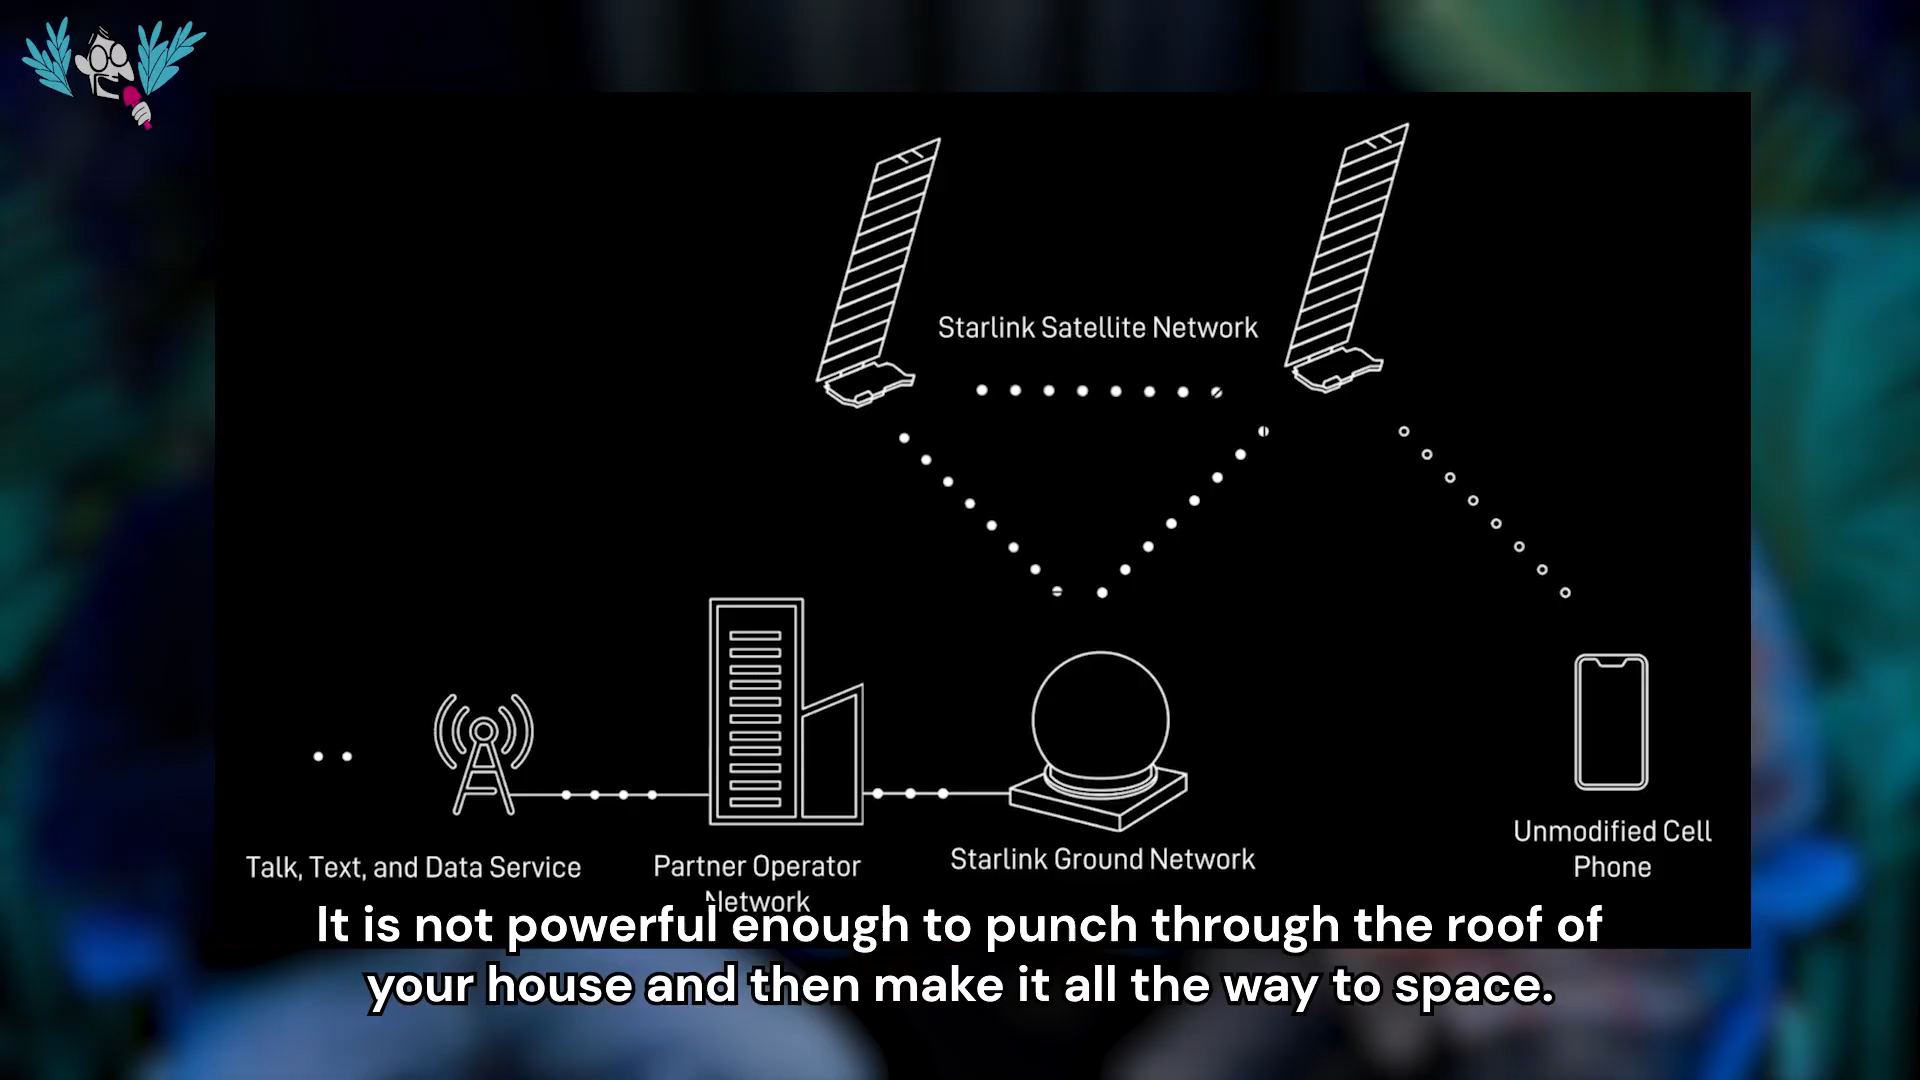 Starlink Satellite Network
Talk, Text, and Data Service
Partner Operator
Network
Starlink Ground Network
Unmodified Cell
Phone
It is not powerful enough to punch through the roof of
your house and then make it all the way to space.